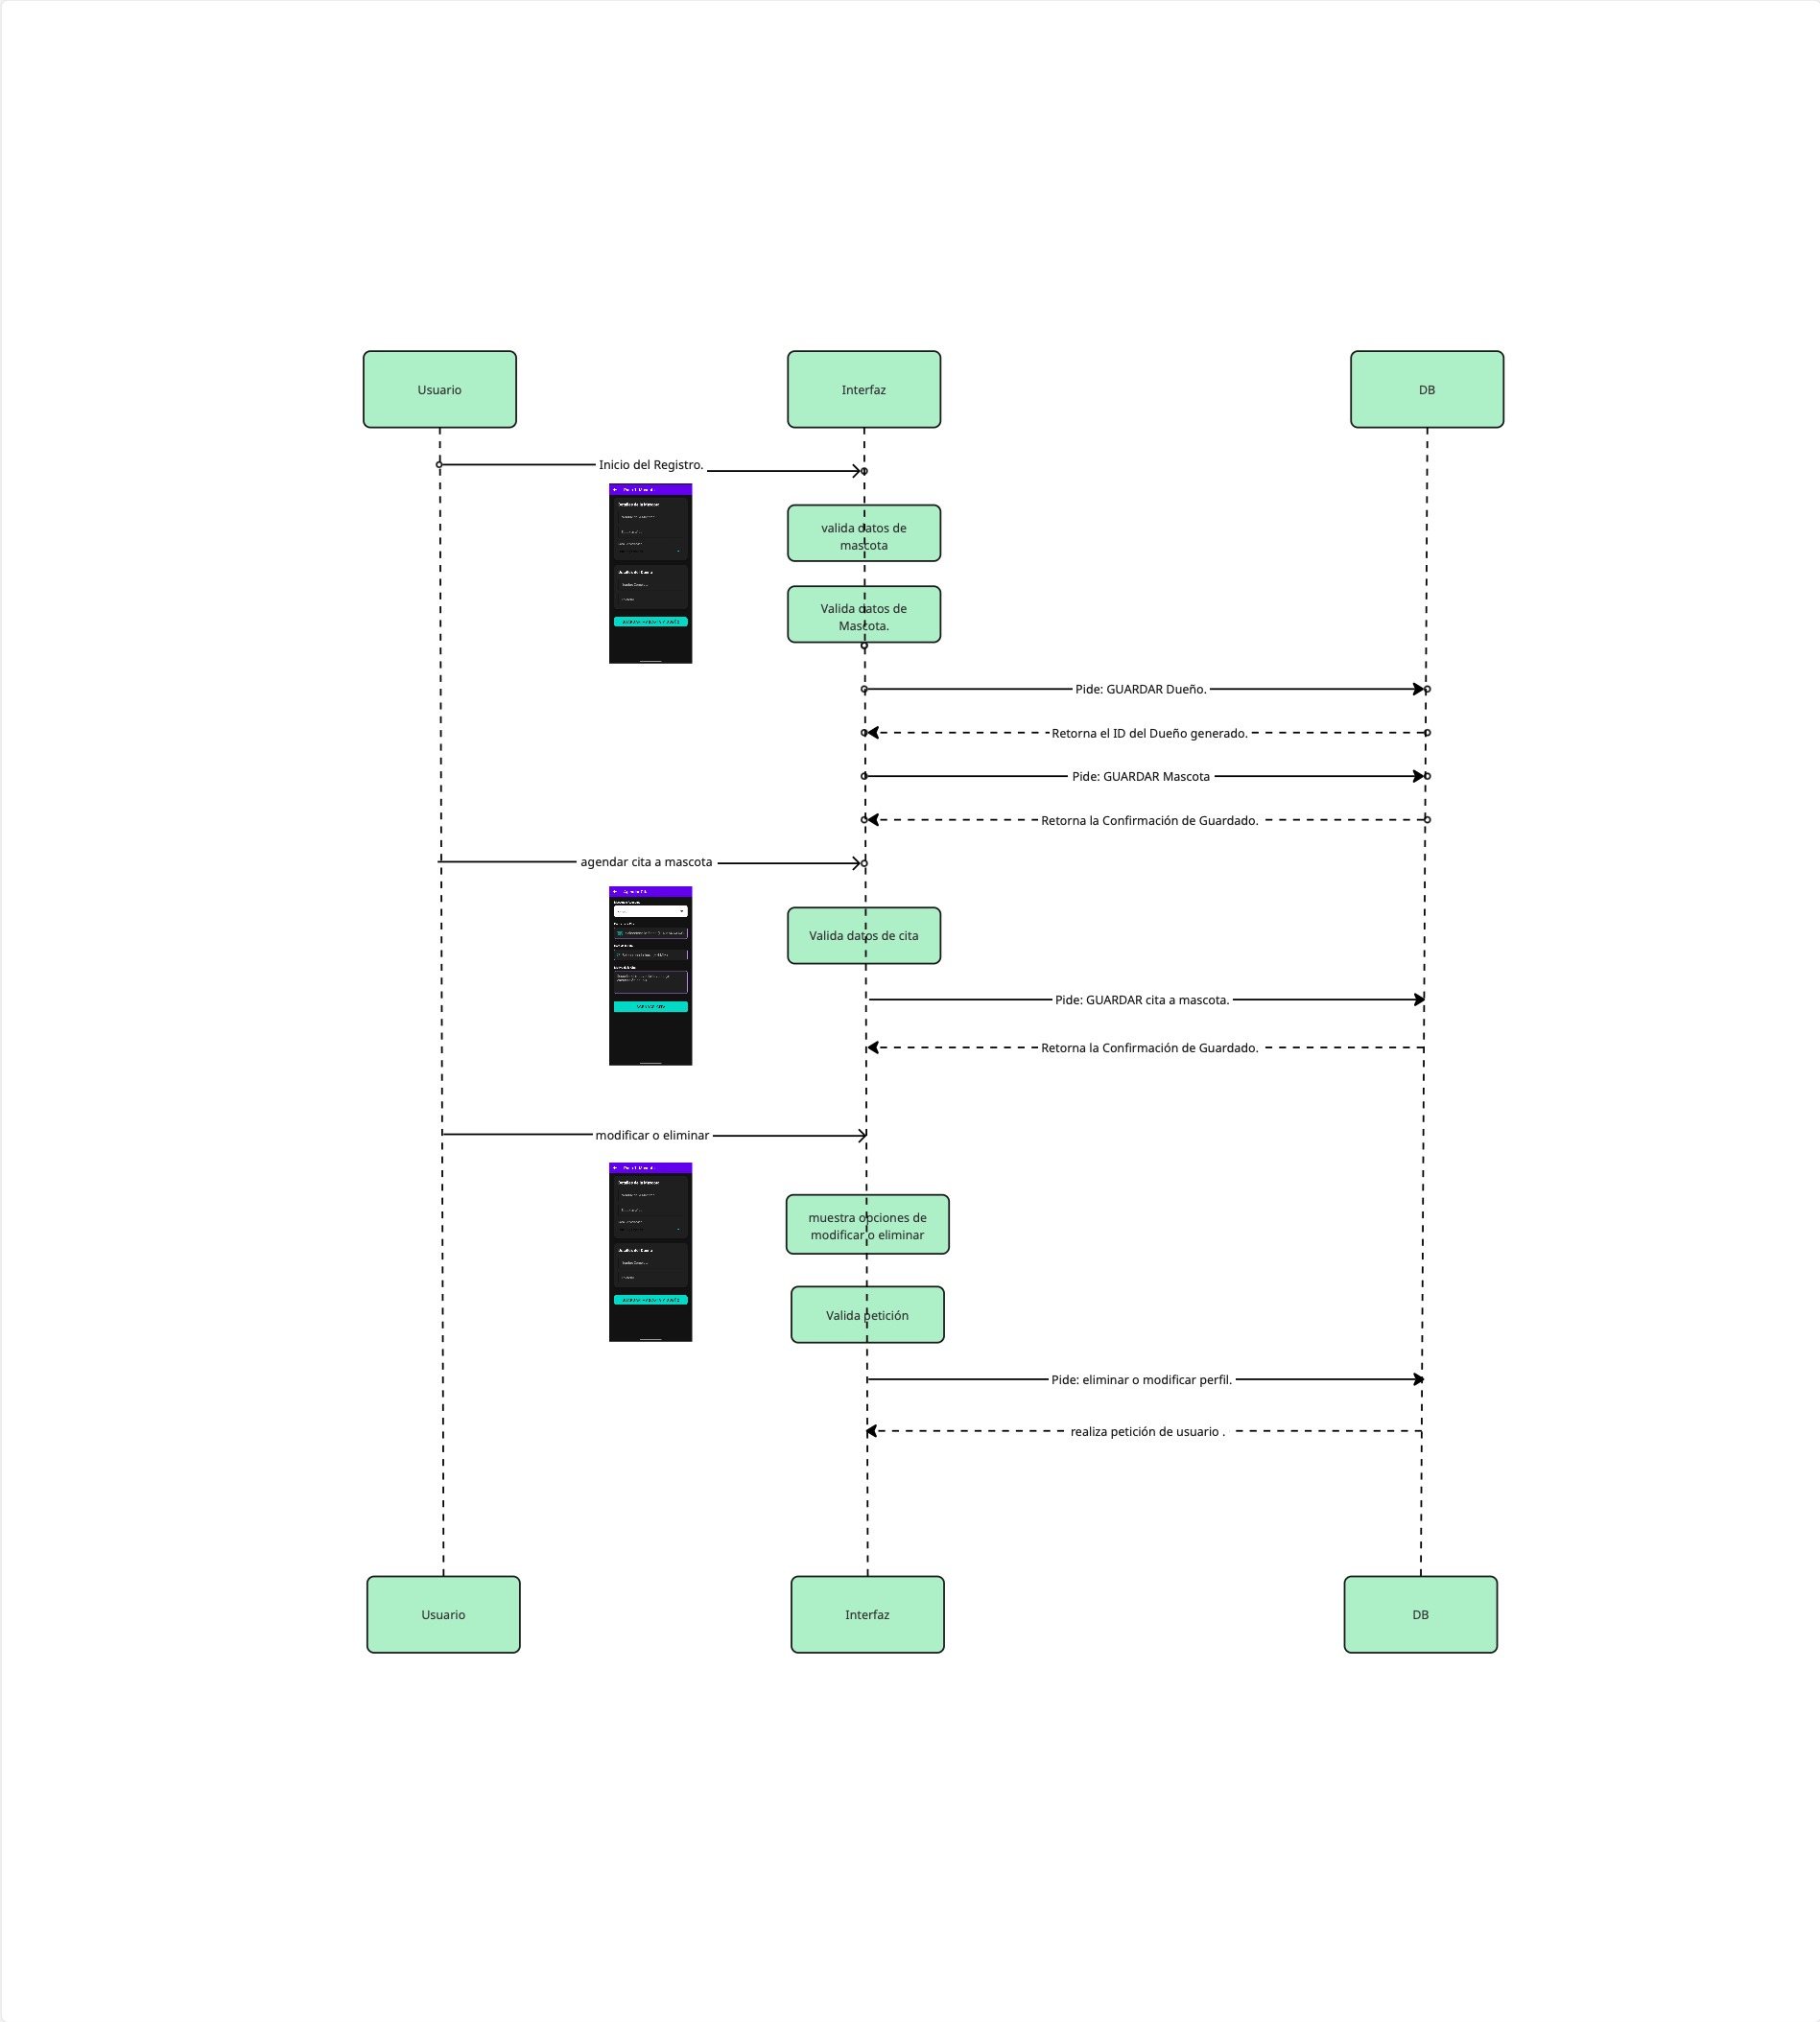 Usuario
Interfaz
DB
Inicio del Registro.
valida datos de
mascota
Valida datos de
Mascota.
Pide: GUARDAR Dueño.
Retorna el ID del Dueño generado.
Pide: GUARDAR Mascota
Retorna la Confirmación de Guardado.
agendar cita a mascota
Valida datos de cita
Pide: GUARDAR cita a mascota.
Retorna la Confirmación de Guardado.
modificar o eliminar
muestra opciones de
modificar o eliminar
Valida petición
Pide: eliminar o modificar perfil.
realiza petición de usuario .
Usuario
Interfaz
DB